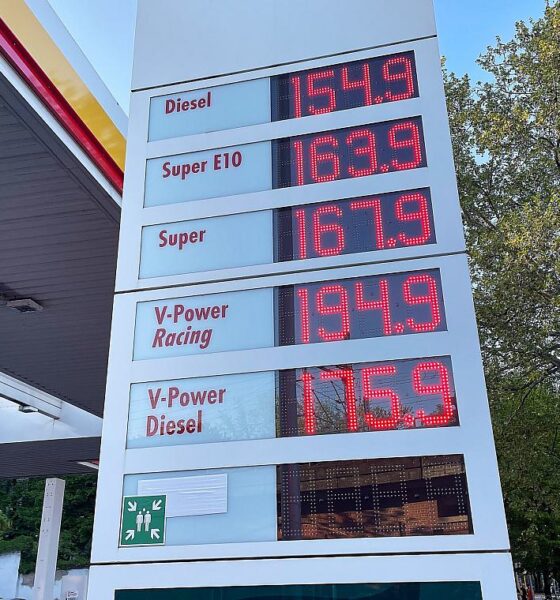 Diesel 154.9
Super E10 163.9
Super 167.9
V-Power
Racing 194.9
V-Power
Diesel 175.9